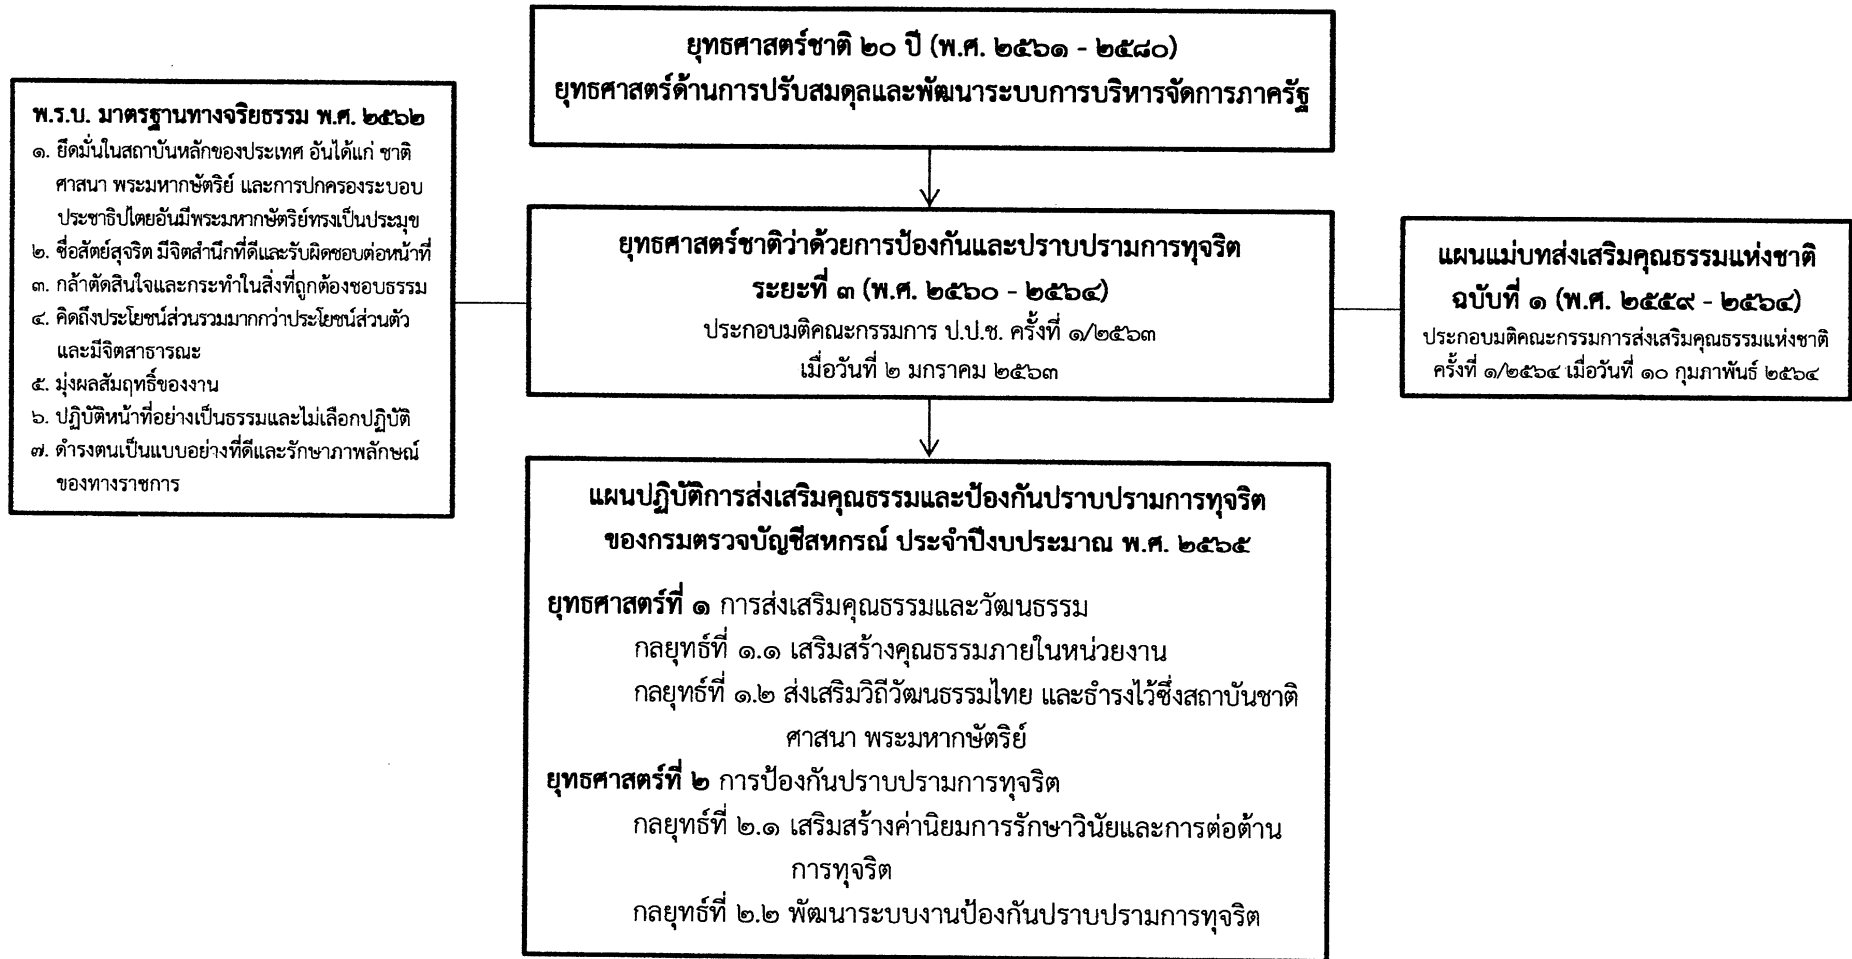 ยุทธศาสตร์ชาติ ๒๐ ปี (พ.ศ. ๒๕๖๑ - ๒๕๘๐)
ยุทธศาสตร์ด้านการปรับสมดุลและพัฒนาระบบการบริหารจัดการภาครัฐ
พ.ร.บ. มาตรฐานทางจริยธรรม พ.ศ. ๒๕๖๒
๑. ยึดมั่นในสถาบันหลักของประเทศ อันได้แก่ ชาติ
ศาสนา พระมหากษัตริย์ และการปกครองระบอบ
ประชาธิปไตยอันมีพระมหากษัตริย์ทรงเป็นประมุข
๒. ซื่อสัตย์สุจริต มีจิตสำนึกที่ดีและรับผิดชอบต่อหน้าที่
๓. กล้าตัดสินใจและกระทำในสิ่งที่ถูกต้องชอบธรรม
๔. คิดถึงประโยชน์ส่วนรวมมากกว่าประโยชน์ส่วนตัว
และมีจิตสาธารณะ
๕. มุ่งผลสัมฤทธิ์ของงาน
๖. ปฏิบัติหน้าที่อย่างเป็นธรรมและไม่เลือกปฏิบัติ
๗. ดำรงตนเป็นแบบอย่างที่ดีและรักษาภาพลักษณ์
ของทางราชการ
ยุทธศาสตร์ชาติว่าด้วยการป้องกันและปราบปรามการทุจริต
ระยะที่ ๓ (พ.ศ. ๒๕๖๐ - ๒๕๖๔)
ประกอบมติคณะกรรมการ ป.ป.ช. ครั้งที่ ๑/๒๕๖๓
เมื่อวันที่ ๒ มกราคม ๒๕๖๓
แผนแม่บทส่งเสริมคุณธรรมแห่งชาติ
ฉบับที่ ๑ (พ.ศ. ๒๕๕๙ - ๒๕๖๔)
ประกอบมติคณะกรรมการส่งเสริมคุณธรรมแห่งชาติ
ครั้งที่ ๑/๒๕๖๔ เมื่อวันที่ ๑๐ กุมภาพันธ์ ๒๕๖๔
แผนปฏิบัติการส่งเสริมคุณธรรมและป้องกันปราบปรามการทุจริต
ของกรมตรวจบัญชีสหกรณ์ ประจำปีงบประมาณ พ.ศ. ๒๕๖๕
ยุทธศาสตร์ที่ ๑ การส่งเสริมคุณธรรมและวัฒนธรรม
กลยุทธ์ที่ ๑.๑ เสริมสร้างคุณธรรมภายในหน่วยงาน
กลยุทธ์ที่ ๑.๒ ส่งเสริมวิถีวัฒนธรรมไทย และธำรงไว้ซึ่งสถาบันชาติ
ศาสนา พระมหากษัตริย์
ยุทธศาสตร์ที่ ๒ การป้องกันปราบปรามการทุจริต
กลยุทธ์ที่ ๒.๑ เสริมสร้างค่านิยมการรักษาวินัยและการต่อต้าน
การทุจริต
กลยุทธ์ที่ ๒.๒ พัฒนาระบบงานป้องกันปราบปรามการทุจริต